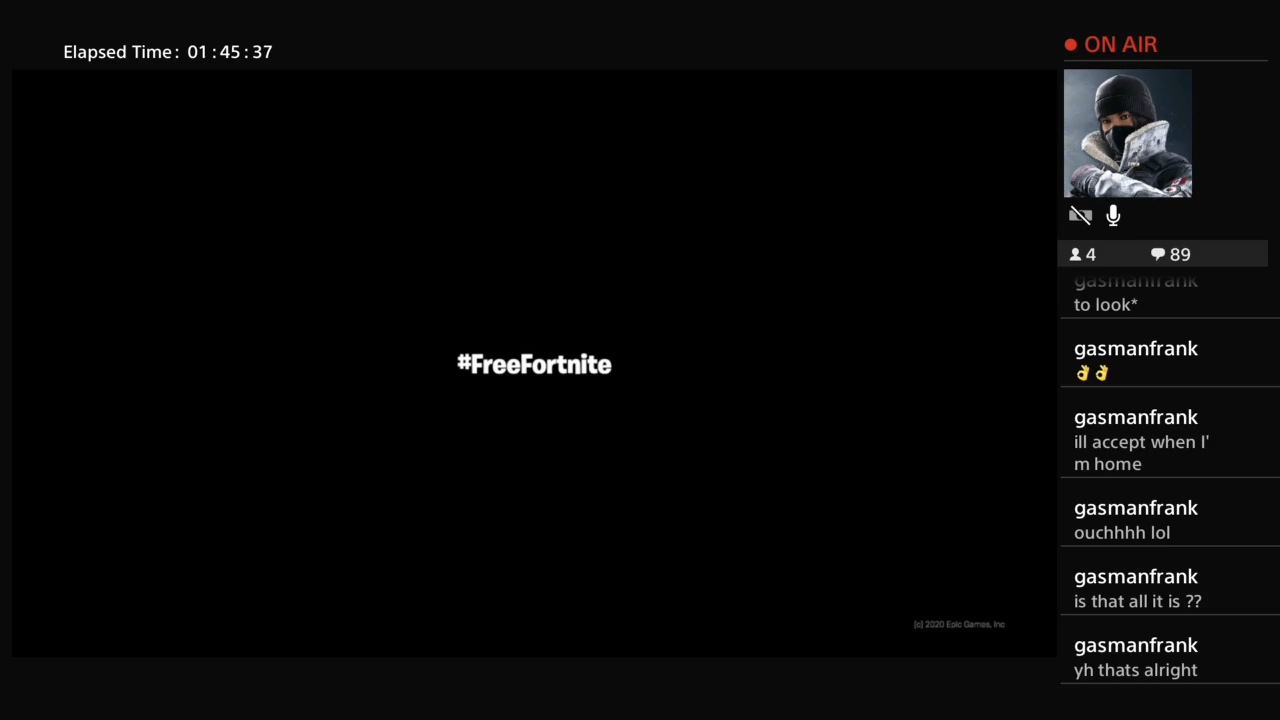 Elapsed Time: 01:45:37
ON AIR
4
89
gasmanfrank
to look*
gasmanfrank
👌👌
gasmanfrank
ill accept when I'
m home
gasmanfrank
ouchhhh lol
gasmanfrank
is that all it is ??
gasmanfrank
yh thats alright
#FreeFortnite
(c) 2020 Epic Games, Inc